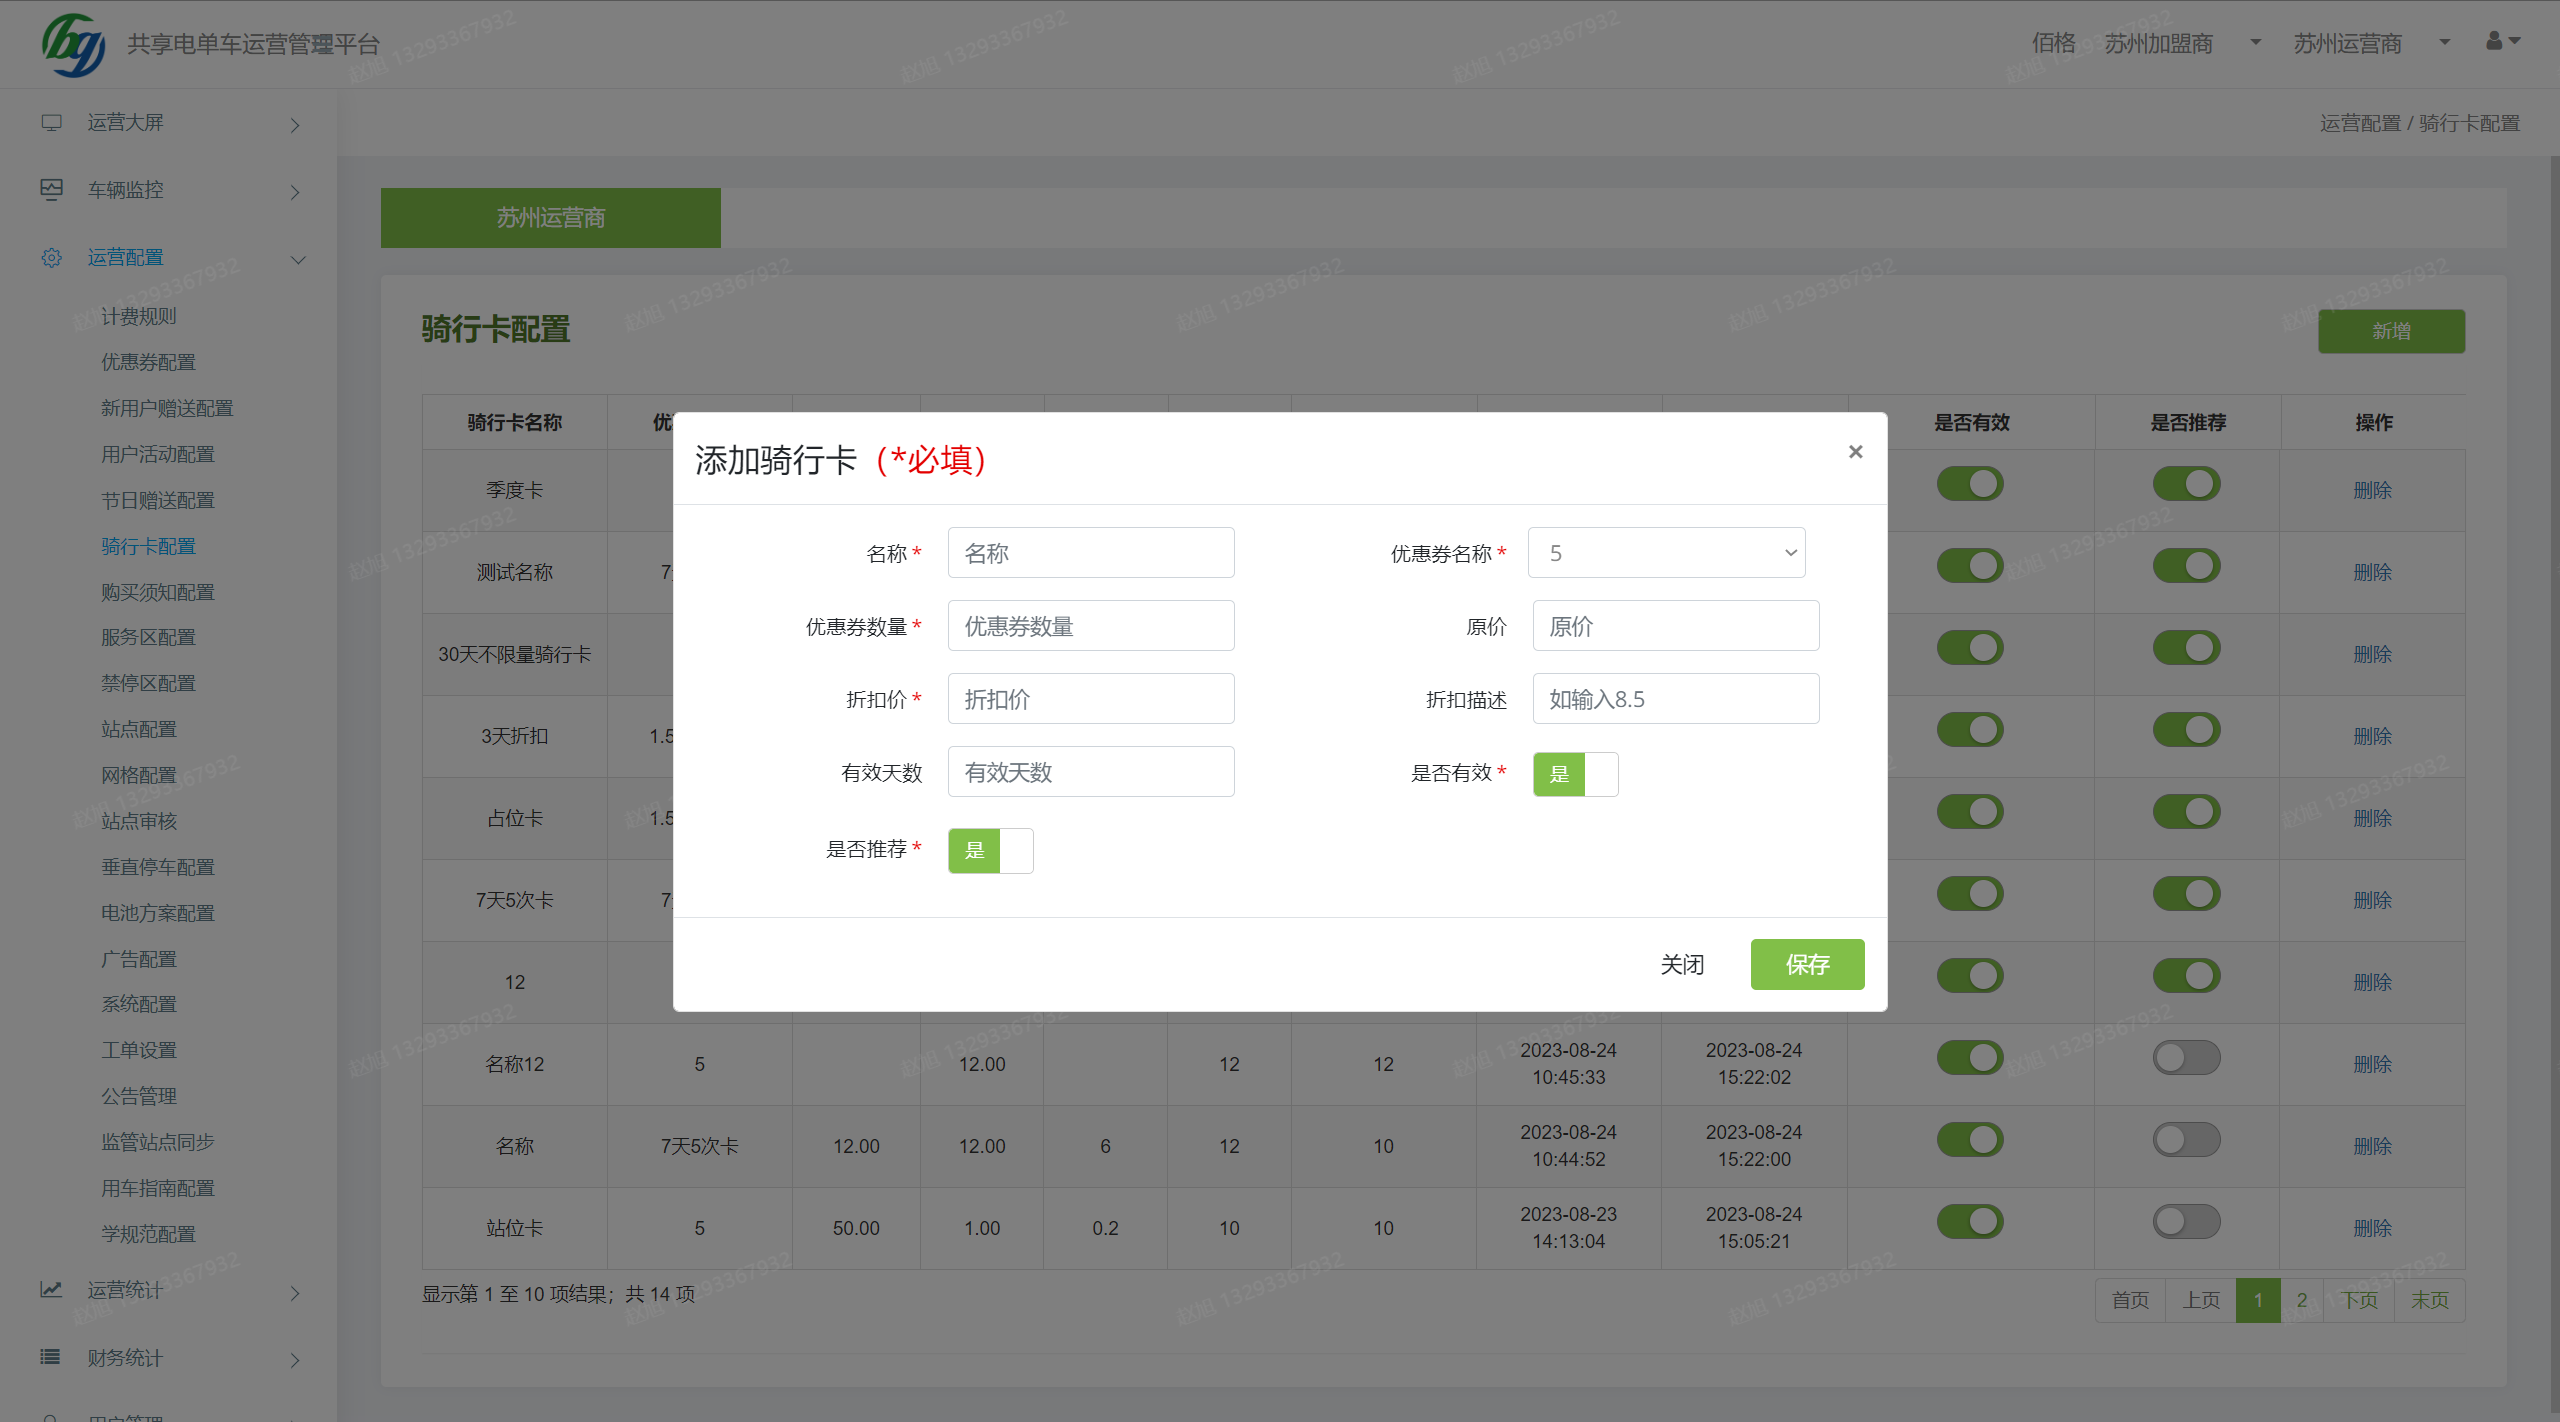 共享电单车运营管理平台
佰格 苏州加盟商 苏州运营商
运营大屏
运营配置 / 骑行卡配置
车辆监控
苏州运营商
运营配置
计费规则
优惠券配置
新用户赠送配置
用户活动配置
节日赠送配置
骑行卡配置
购买须知配置
服务区配置
禁停区配置
站点配置
网格配置
站点审核
垂直停车配置
电池方案配置
广告配置
系统配置
工单设置
公告管理
监管站点同步
用车指南配置
学规范配置
运营统计
财务统计
骑行卡配置
新增
骑行卡名称 是否有效 是否推荐 操作
季度卡 删除
测试名称 删除
30天不限量骑行卡 删除
3天折扣 1.5 删除
占位卡 1.5 删除
7天5次卡 删除
12 删除
名称12 5 12.00 12 12 2023-08-24 10:45:33 2023-08-24 15:22:02 删除
名称 7天5次卡 12.00 12.00 6 12 10 2023-08-24 10:44:52 2023-08-24 15:22:00 删除
站位卡 5 50.00 1.00 0.2 10 10 2023-08-23 14:13:04 2023-08-24 15:05:21 删除
显示第 1 至 10 项结果；共 14 项
首页 上页 1 2 下页 末页
添加骑行卡（*必填）
×
名称 * 名称 优惠券名称 * 5
优惠券数量 * 优惠券数量 原价 原价
折扣价 * 折扣价 折扣描述 如输入8.5
有效天数 有效天数 是否有效 * 是
是否推荐 * 是
关闭 保存
赵旭 13293367932